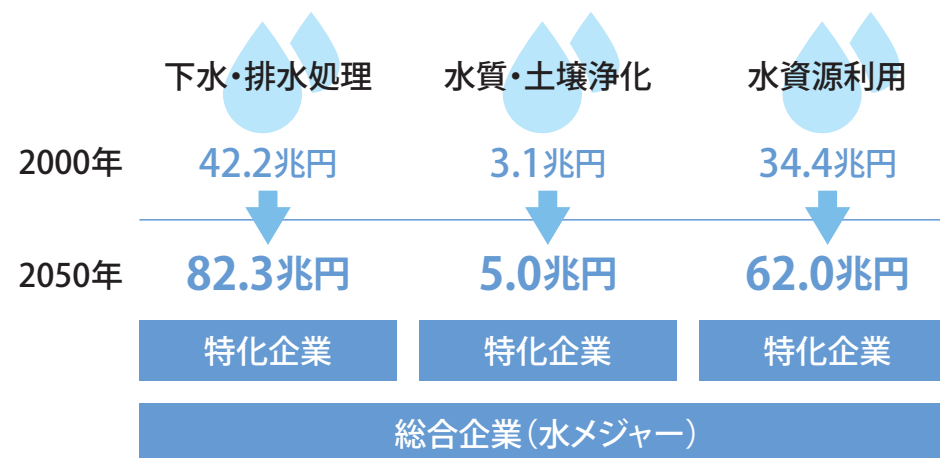 下水・排水処理 水質・土壌浄化 水資源利用
2000年 42.2兆円 3.1兆円 34.4兆円
2050年 82.3兆円 5.0兆円 62.0兆円
特化企業 特化企業 特化企業
総合企業（水メジャー）